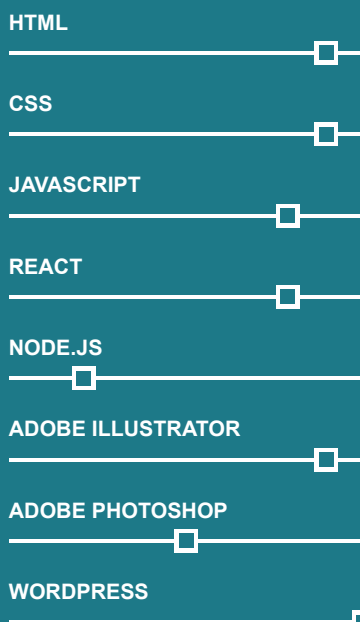 HTML
CSS
JAVASCRIPT
REACT
NODE.JS
ADOBE ILLUSTRATOR
ADOBE PHOTOSHOP
WORDPRESS